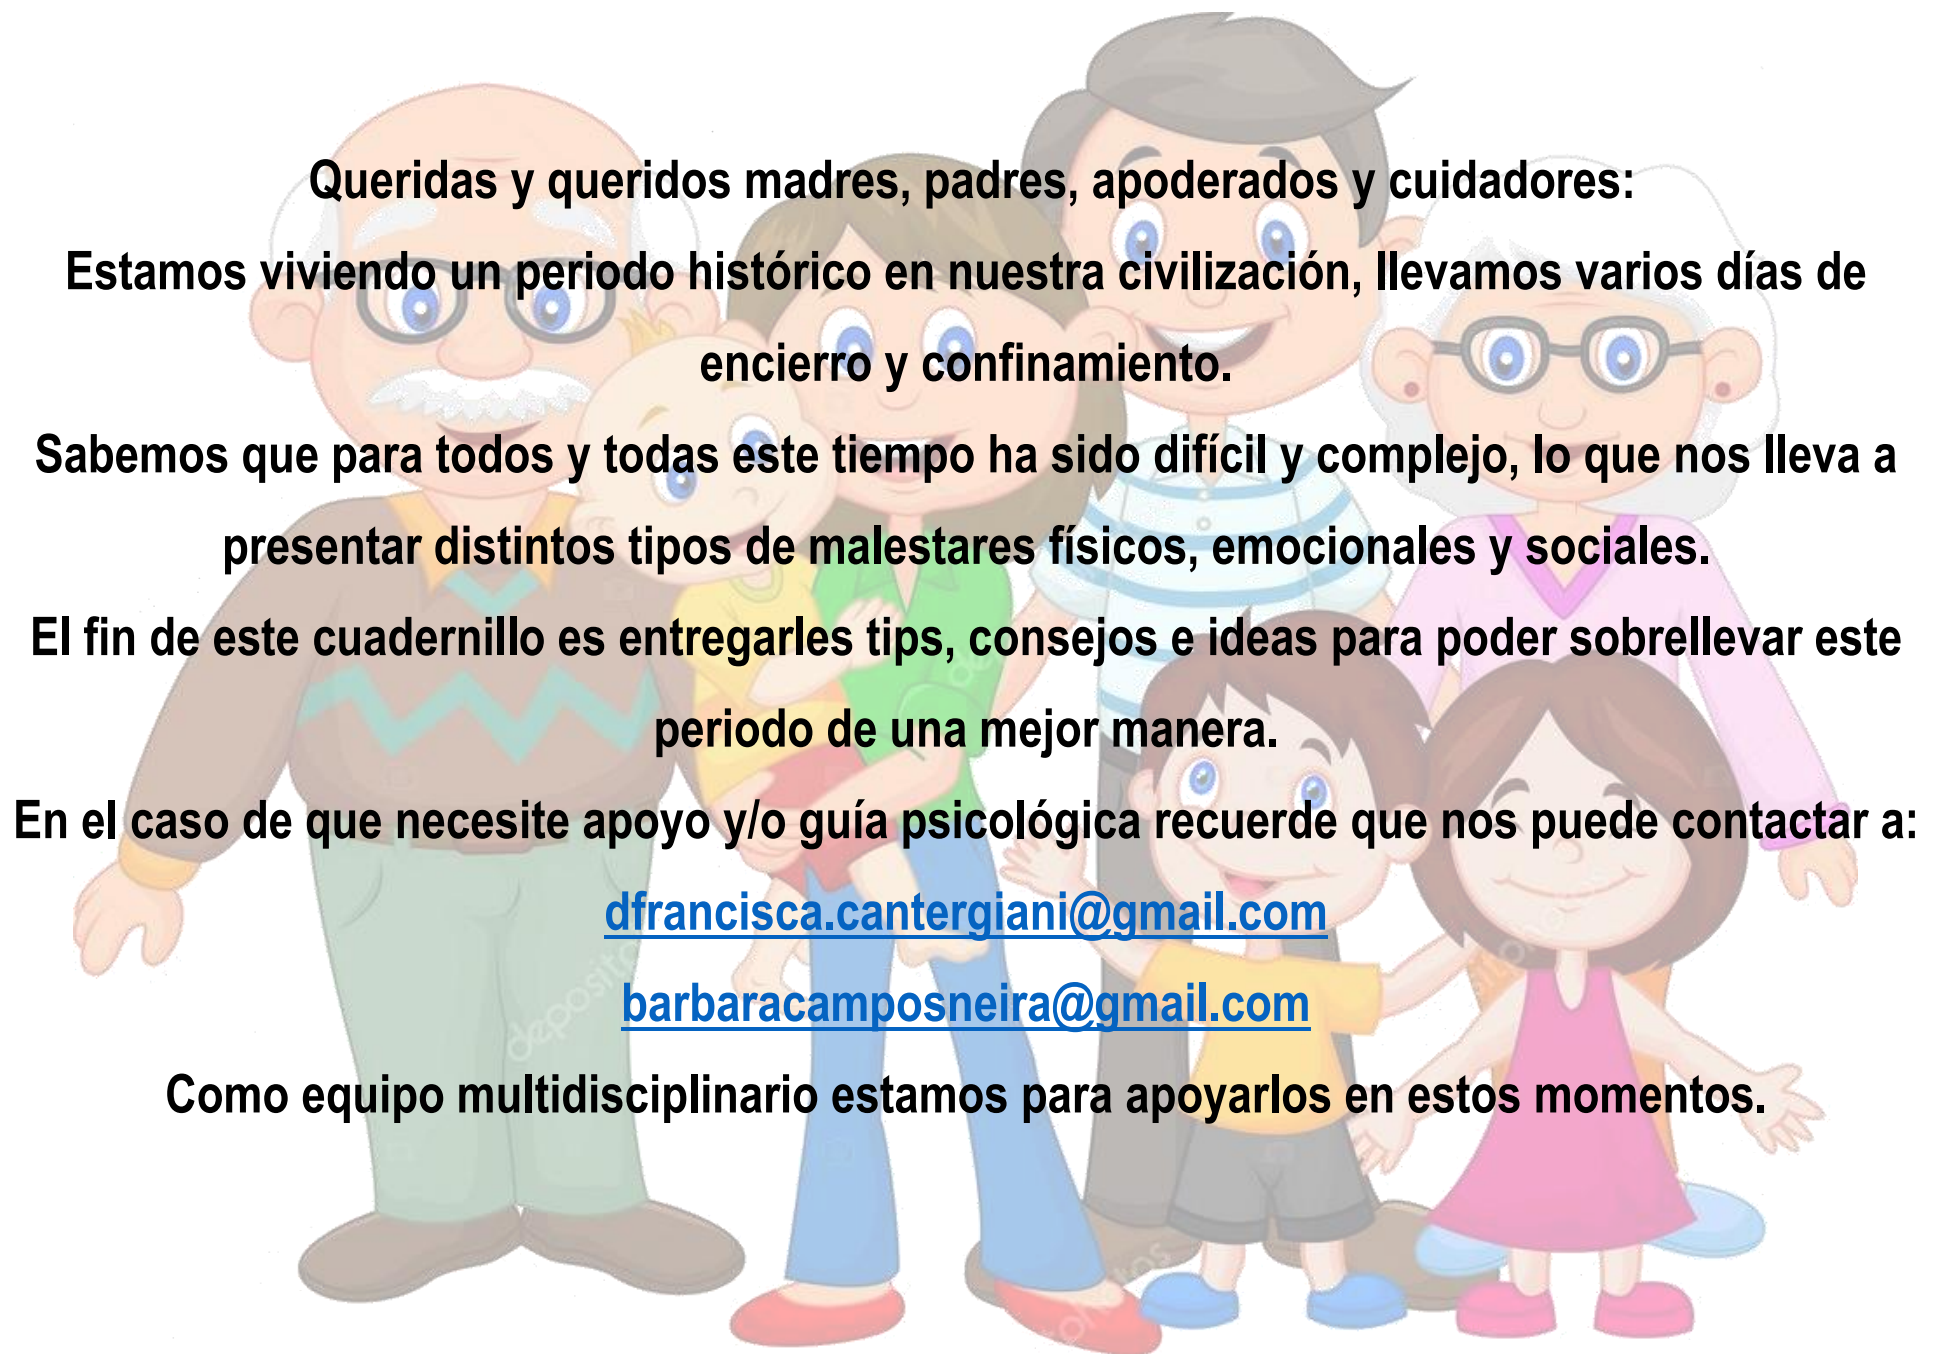 Queridas y queridos madres, padres, apoderados y cuidadores:
Estamos viviendo un periodo histórico en nuestra civilización, llevamos varios días de
encierro y confinamiento.
Sabemos que para todos y todas este tiempo ha sido difícil y complejo, lo que nos lleva a
presentar distintos tipos de malestares físicos, emocionales y sociales.
El fin de este cuadernillo es entregarles tips, consejos e ideas para poder sobrellevar este
periodo de una mejor manera.
En el caso de que necesite apoyo y/o guía psicológica recuerde que nos puede contactar a:
dfrancisca.cantergiani@gmail.com
barbaracamposneira@gmail.com
Como equipo multidisciplinario estamos para apoyarlos en estos momentos.